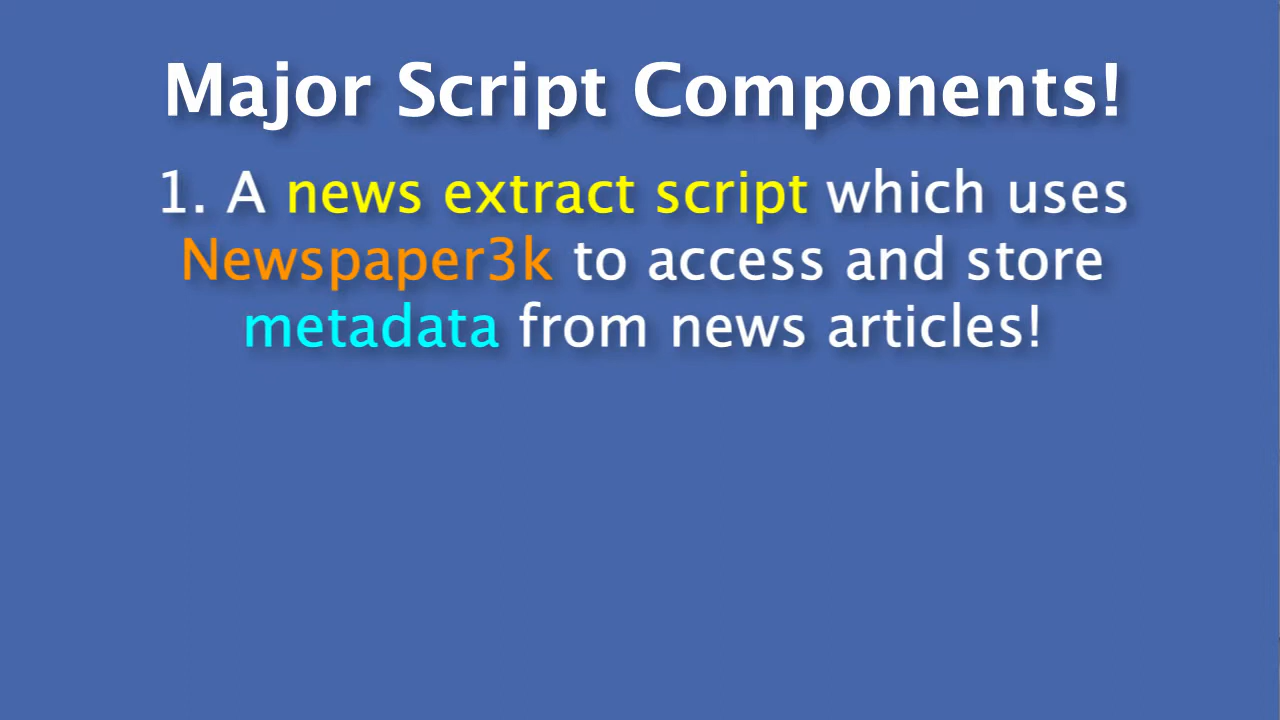 Major Script Components!
1. A news extract script which uses
Newspaper3k to access and store
metadata from news articles!